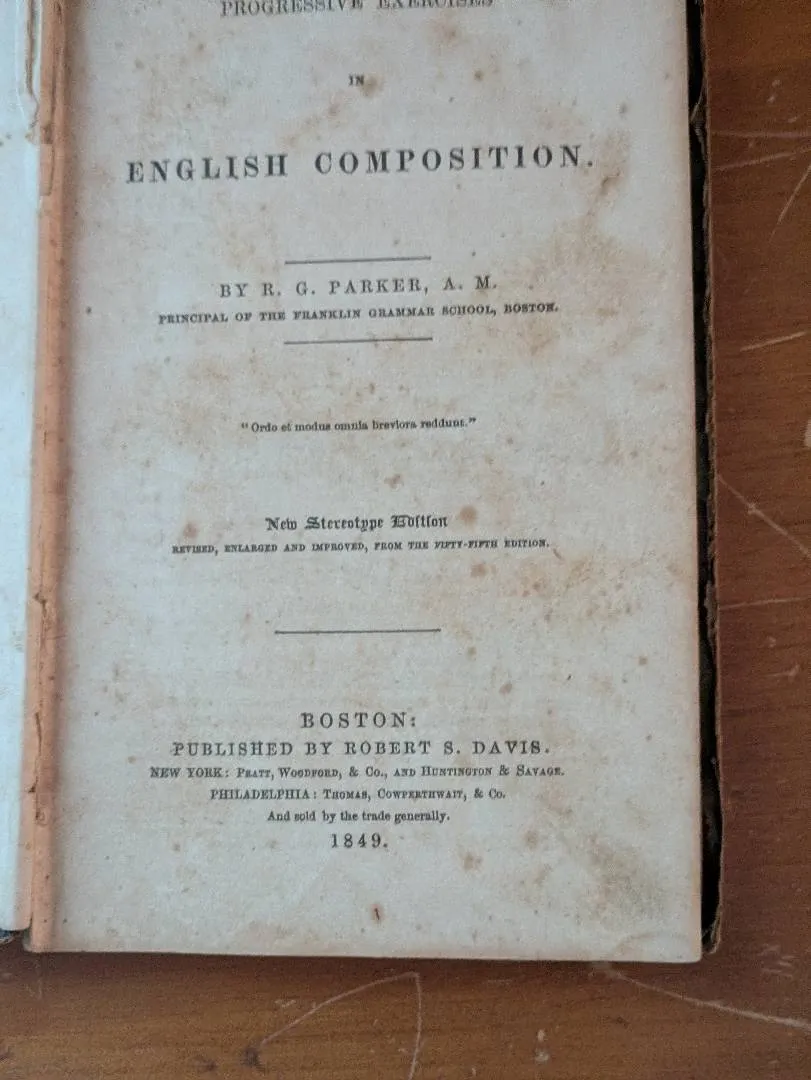 PROGRESSIVE EXERCISES
IN
ENGLISH COMPOSITION.
BY R. G. PARKER, A. M.
PRINCIPAL OF THE FRANKLIN GRAMMAR SCHOOL, BOSTON.
"Ordo et modus omnia breviora reddunt."
New Stereotype Edition
REVISED, ENLARGED AND IMPROVED, FROM THE FIFTY-FIFTH EDITION.
BOSTON:
PUBLISHED BY ROBERT S. DAVIS.
NEW YORK: PRATT, WOODFORD, & CO., AND HUNTINGTON & SAVAGE.
PHILADELPHIA: THOMAS, COWPERTHWAIT, & CO.
And sold by the trade generally.
1849.